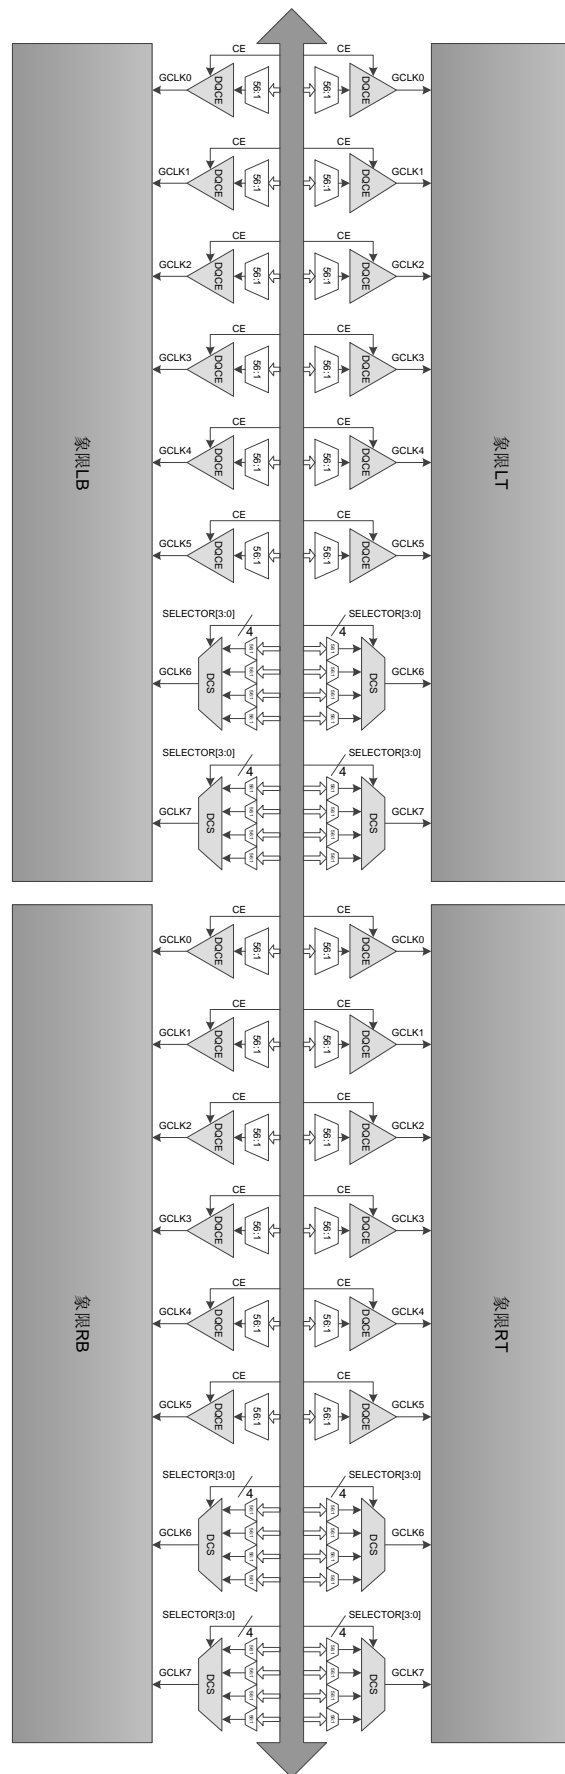 CE
CE
GCLK0
DQCE
56:1
56:1
DQCE
GCLK0
CE
CE
GCLK1
DQCE
56:1
56:1
DQCE
GCLK1
CE
CE
GCLK2
DQCE
56:1
56:1
DQCE
GCLK2
CE
CE
GCLK3
DQCE
56:1
56:1
DQCE
GCLK3
CE
CE
象限LB
GCLK4
DQCE
56:1
56:1
DQCE
GCLK4
象限LT
CE
CE
GCLK5
DQCE
56:1
56:1
DQCE
GCLK5
SELECTOR[3:0]
SELECTOR[3:0]
4
4
GCLK6
DCS
DCS
GCLK6
SELECTOR[3:0]
SELECTOR[3:0]
4
4
GCLK7
DCS
DCS
GCLK7
CE
CE
GCLK0
DQCE
56:1
56:1
DQCE
GCLK0
CE
CE
GCLK1
DQCE
56:1
56:1
DQCE
GCLK1
CE
CE
GCLK2
DQCE
56:1
56:1
DQCE
GCLK2
CE
CE
GCLK3
DQCE
56:1
56:1
DQCE
GCLK3
CE
CE
象限RB
GCLK4
DQCE
56:1
56:1
DQCE
GCLK4
象限RT
CE
CE
GCLK5
DQCE
56:1
56:1
DQCE
GCLK5
SELECTOR[3:0]
SELECTOR[3:0]
4
4
GCLK6
DCS
DCS
GCLK6
SELECTOR[3:0]
SELECTOR[3:0]
4
4
GCLK7
DCS
DCS
GCLK7